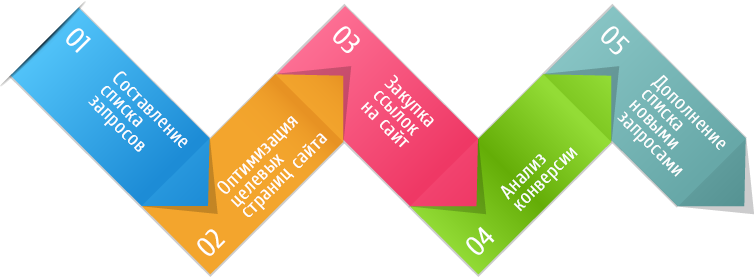 01
Составление
списка
запросов
02
Оптимизация
целевых
страниц сайта
03
Закупка
ссылок
на сайт
04
Анализ
конверсии
05
Дополнение
списка
новыми
запросами